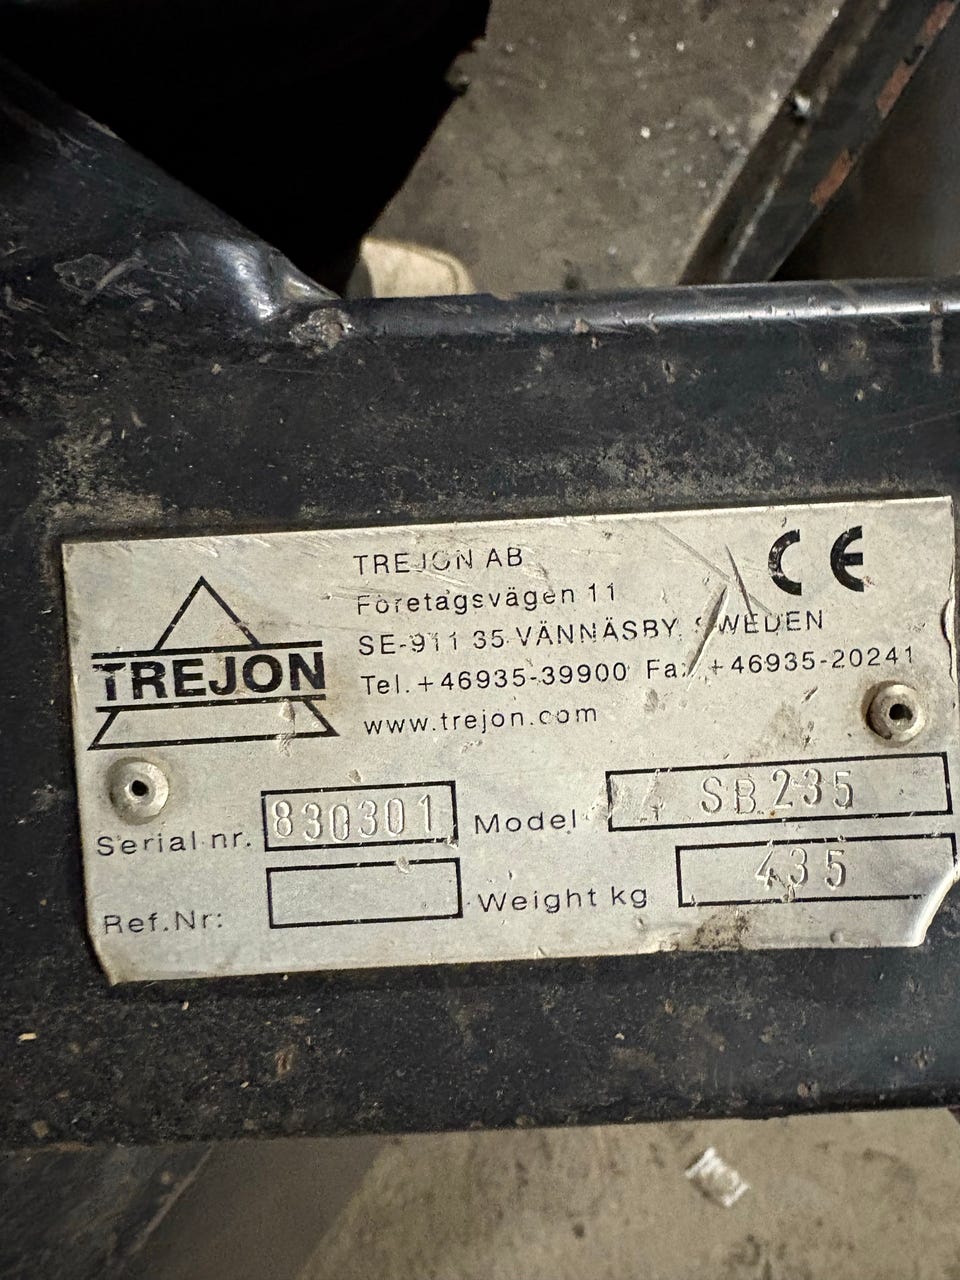 TREJON
TREJON AB
Företagsvägen 11
SE-911 35 VÄNNÄSBY, SWEDEN
Tel. +46935-39900 Fax +46935-20241
www.trejon.com
CE
Serial nr. 830301
Model SB235
Ref.Nr:
Weight kg 435